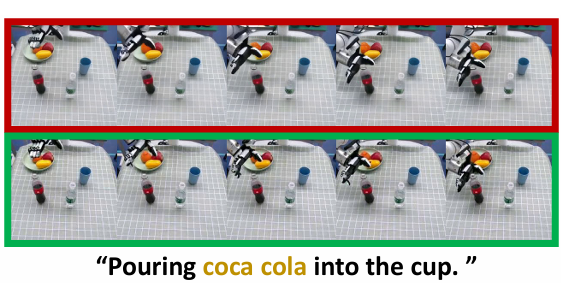 “Pouring coca cola into the cup. ”